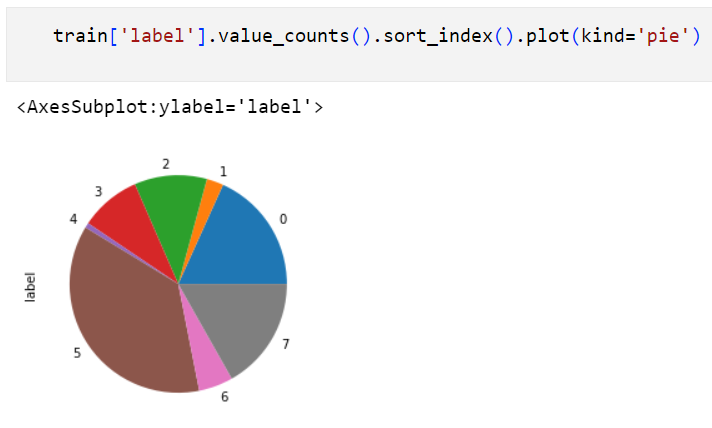 train['label'].value_counts().sort_index().plot(kind='pie')
<AxesSubplot:ylabel='label'>
2
1
3
4
0
label
5
7
6